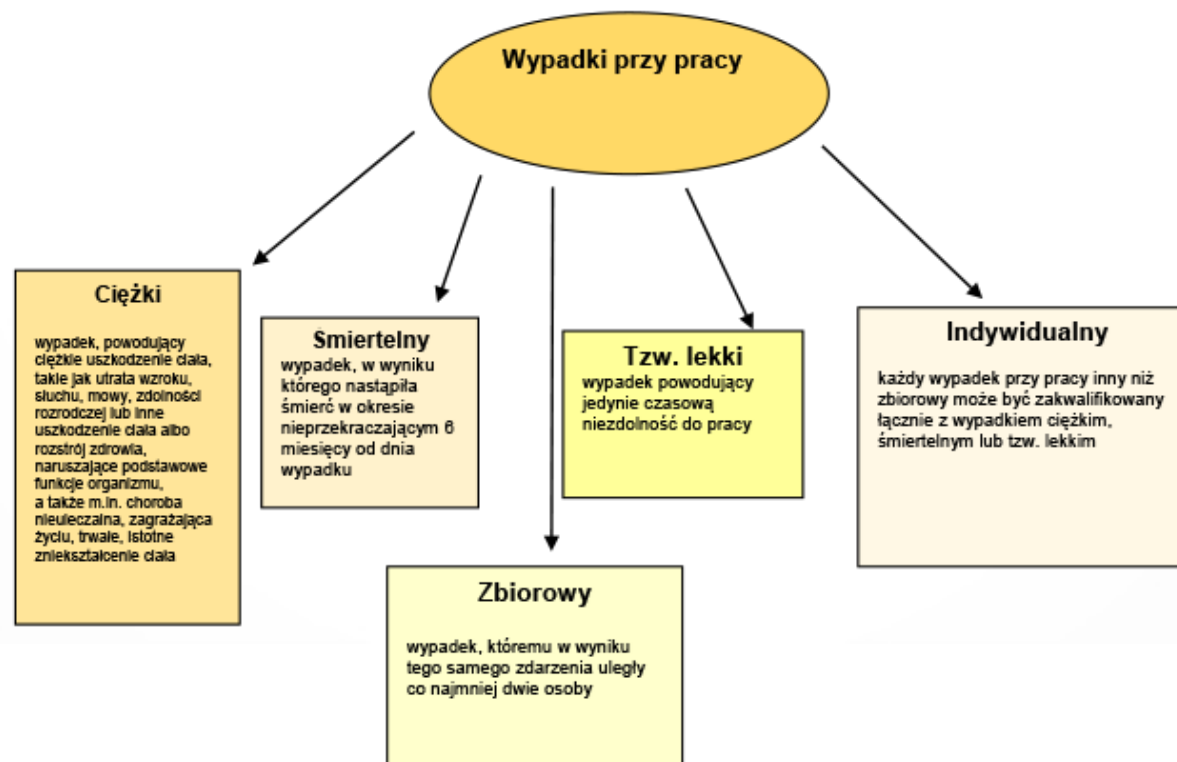 Wypadki przy pracy
Ciężki
wypadek, powodujący
ciężkie uszkodzenie ciała,
takie jak utrata wzroku,
słuchu, mowy, zdolności
rozrodczej lub inne
uszkodzenie ciała albo
rozstrój zdrowia,
naruszające podstawowe
funkcje organizmu,
a także m.in. choroba
nieuleczalna, zagrażająca
życiu, trwałe, istotne
zniekształcenie ciała
Śmiertelny
wypadek, w wyniku
którego nastąpiła
śmierć w okresie
nieprzekraczającym 6
miesięcy od dnia
wypadku
Tzw. lekki
wypadek powodujący
jedynie czasową
niezdolność do pracy
Indywidualny
każdy wypadek przy pracy inny niż
zbiorowy może być zakwalifikowany
łącznie z wypadkiem ciężkim,
śmiertelnym lub tzw. lekkim
Zbiorowy
wypadek, któremu w wyniku
tego samego zdarzenia uległy
co najmniej dwie osoby